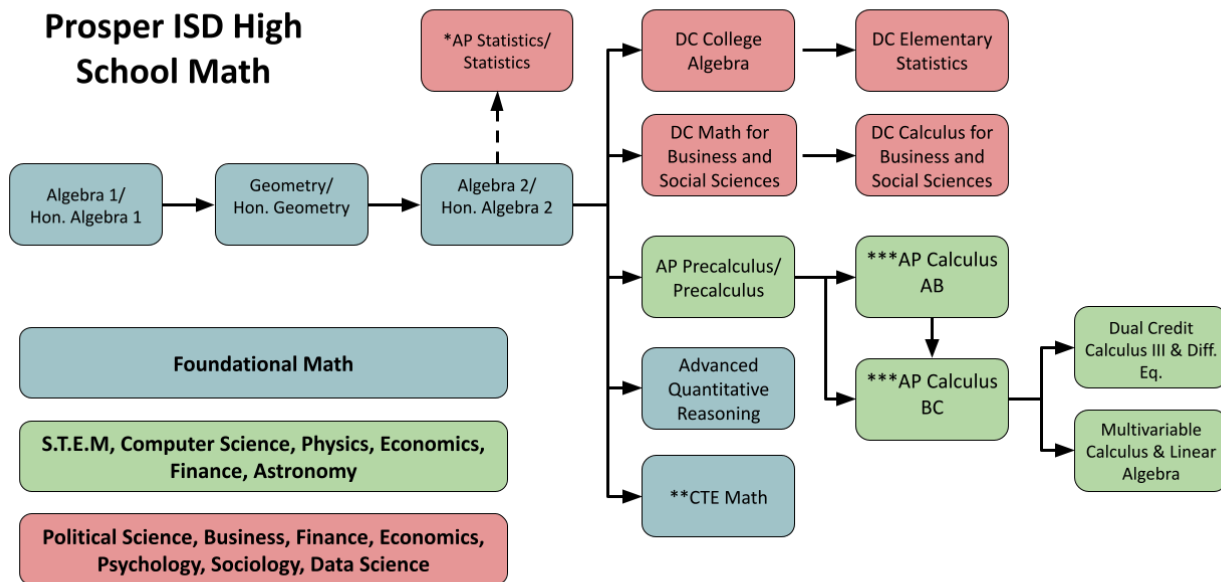 Prosper ISD High
School Math
*AP Statistics/
Statistics
DC College
Algebra
DC Elementary
Statistics
DC Math for
Business and
Social Sciences
DC Calculus for
Business and
Social Sciences
Algebra 1/
Hon. Algebra 1
Geometry/
Hon. Geometry
Algebra 2/
Hon. Algebra 2
AP Precalculus/
Precalculus
***AP Calculus
AB
Foundational Math
Advanced
Quantitative
Reasoning
***AP Calculus
BC
Dual Credit
Calculus III & Diff.
Eq.
S.T.E.M, Computer Science, Physics, Economics,
Finance, Astronomy
Multivariable
Calculus & Linear
Algebra
**CTE Math
Political Science, Business, Finance, Economics,
Psychology, Sociology, Data Science